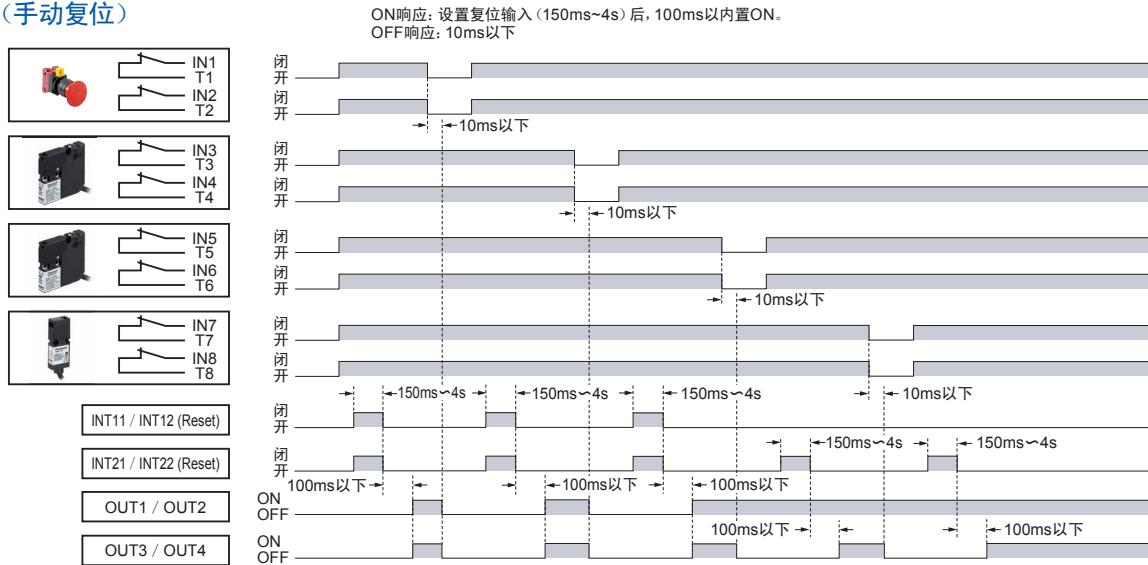 （手动复位）
ON响应: 设置复位输入（150ms~4s）后, 100ms以内置ON。
OFF响应: 10ms以下
IN1
T1
IN2
T2
闭
开
闭
开
10ms以下
IN3
T3
IN4
T4
闭
开
闭
开
10ms以下
IN5
T5
IN6
T6
闭
开
闭
开
10ms以下
IN7
T7
IN8
T8
闭
开
闭
开
150ms~4s 150ms~4s 150ms~4s 10ms以下
INT11 / INT12 (Reset)
闭
开
150ms~4s 150ms~4s
INT21 / INT22 (Reset)
闭
开
100ms以下 100ms以下 100ms以下
OUT1 / OUT2
ON
OFF
100ms以下 100ms以下
OUT3 / OUT4
ON
OFF